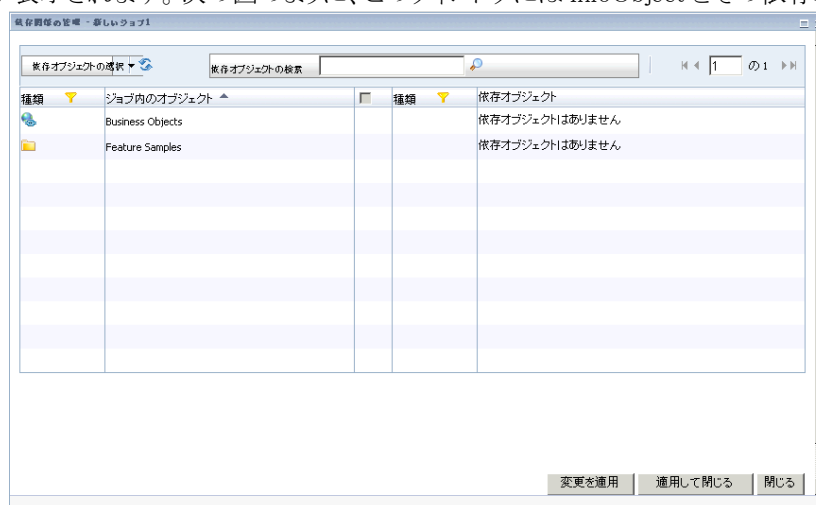 表示されます。次の図のように、このウィンドウには InfoObject とその依存
依存関係の管理 - 新しいジョブ1
依存オブジェクトの選択 依存オブジェクトの検索 1 の 1
種類 ジョブ内のオブジェクト 種類 依存オブジェクト
Business Objects 依存オブジェクトはありません
Feature Samples 依存オブジェクトはありません
変更を適用 適用して閉じる 閉じる